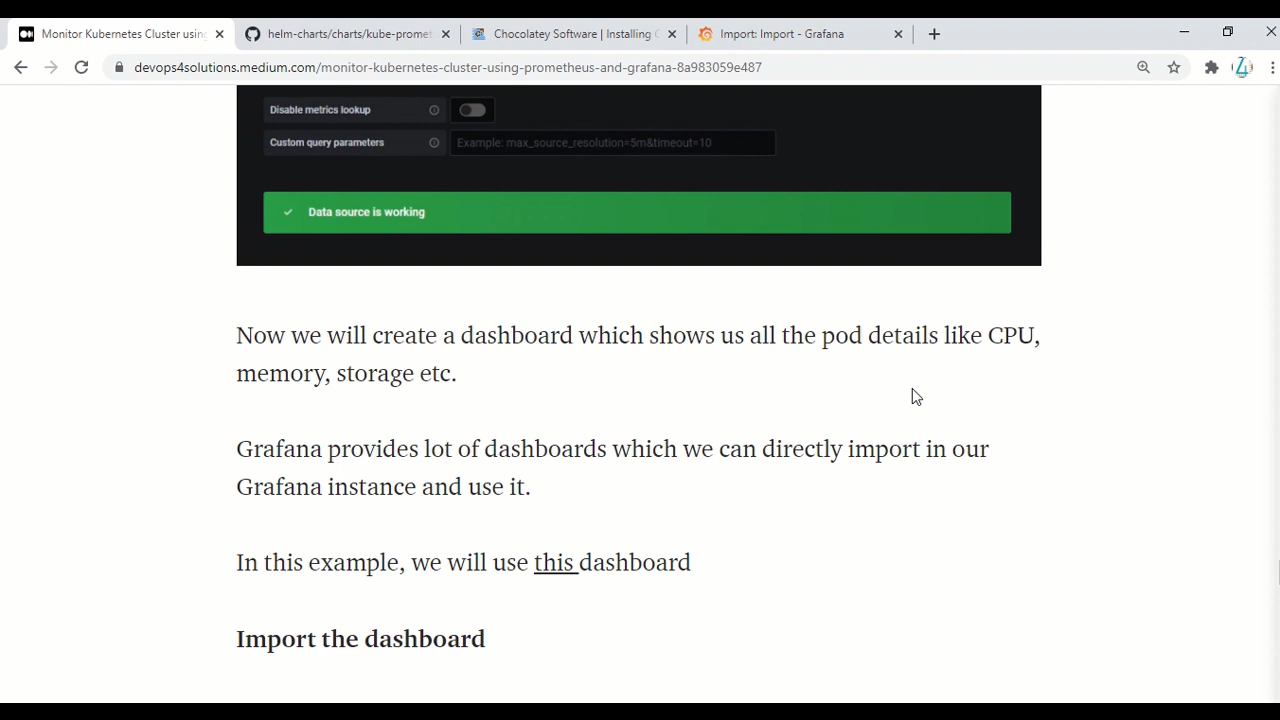 Monitor Kubernetes Cluster usin
helm-charts/charts/kube-promet
Chocolatey Software | Installing C
Import: Import - Grafana
devops4solutions.medium.com/monitor-kubernetes-cluster-using-prometheus-and-grafana-8a983059e487
Disable metrics lookup
Custom query parameters
Example: max_source_resolution=5m&timeout=10
Data source is working
Now we will create a dashboard which shows us all the pod details like CPU,
memory, storage etc.
Grafana provides lot of dashboards which we can directly import in our
Grafana instance and use it.
In this example, we will use this dashboard
Import the dashboard